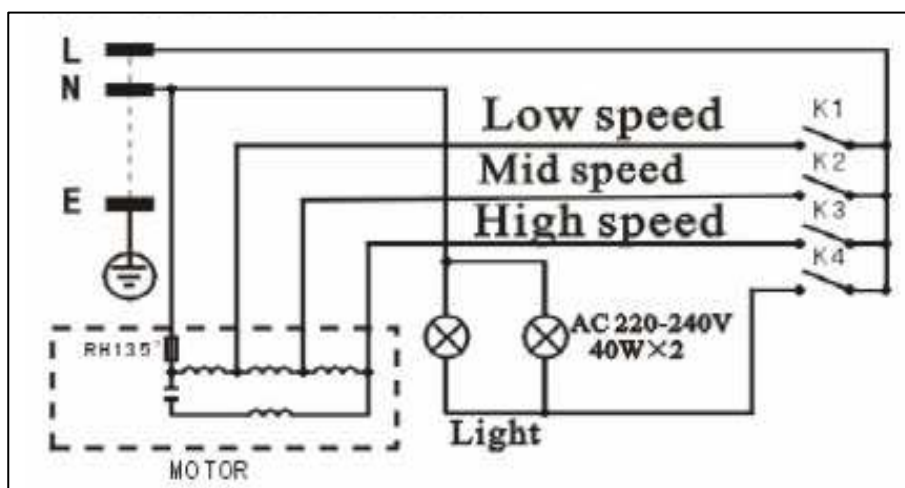 L
N
Low speed
K1
Mid speed
K2
E
High speed
K3
K4
AC 220-240V
40W×2
RH135°
Light
MOTOR